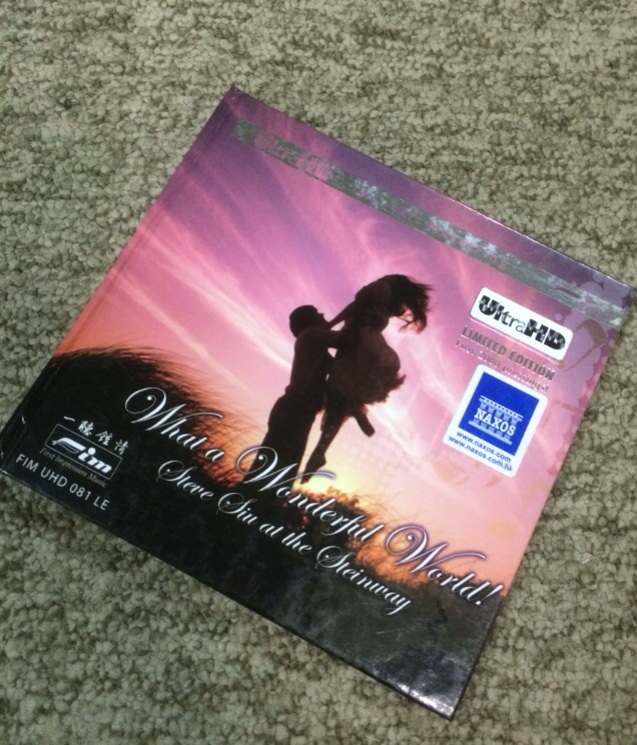 UltraHD
LIMITED EDITION
NAXOS
www.naxos.com
www.naxos.com.hk
What a Wonderful World!
Steve Siu at the Steinway
一聽鍾情
Fim
First Impression Music
FIM UHD 081 LE